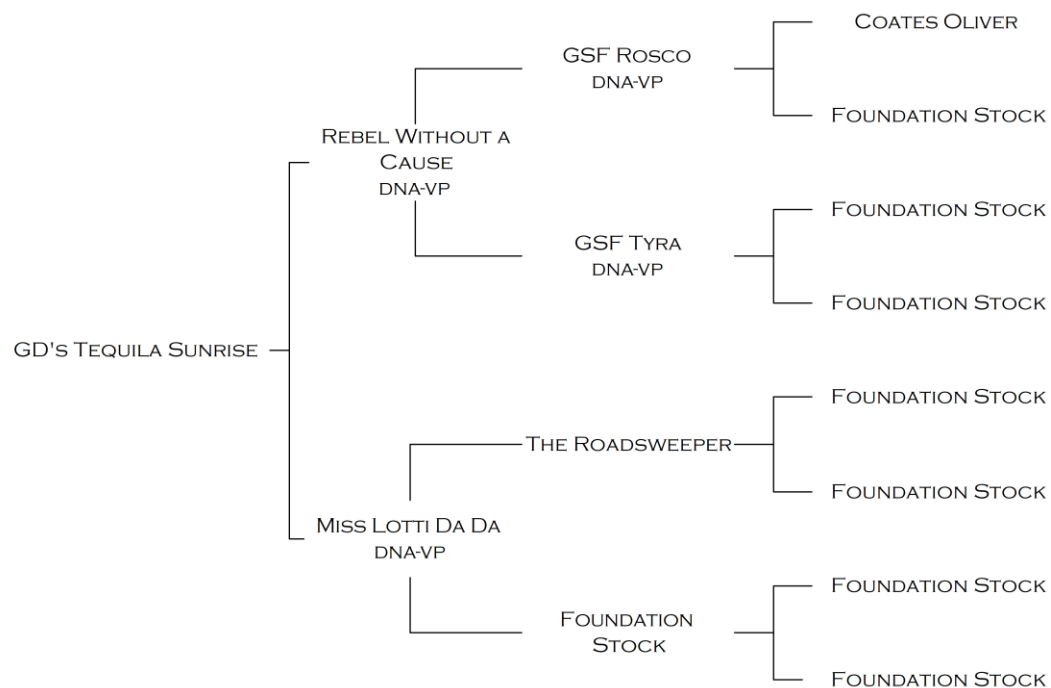 Coates Oliver
GSF Rosco
DNA-VP
Foundation Stock
Rebel Without a
Cause
DNA-VP
Foundation Stock
GSF Tyra
DNA-VP
Foundation Stock
GD's Tequila Sunrise
Foundation Stock
The Roadsweeper
Foundation Stock
Miss Lotti Da Da
DNA-VP
Foundation Stock
Foundation
Stock
Foundation Stock